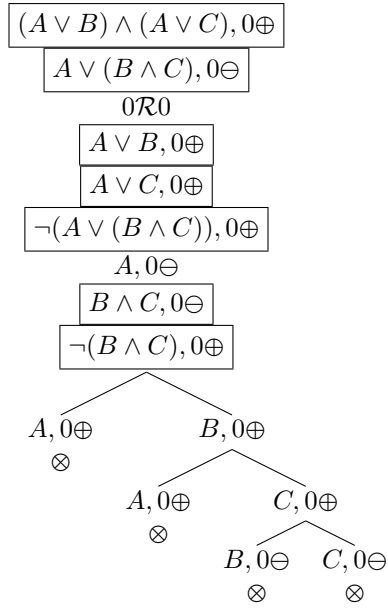 (A ∨ B) ∧ (A ∨ C), 0⊕
A ∨ (B ∧ C), 0⊖
0ℛ0
A ∨ B, 0⊕
A ∨ C, 0⊕
¬(A ∨ (B ∧ C)), 0⊕
A, 0⊖
B ∧ C, 0⊖
¬(B ∧ C), 0⊕
A, 0⊕ B, 0⊕
⊗
A, 0⊕ C, 0⊕
⊗
B, 0⊖ C, 0⊖
⊗ ⊗